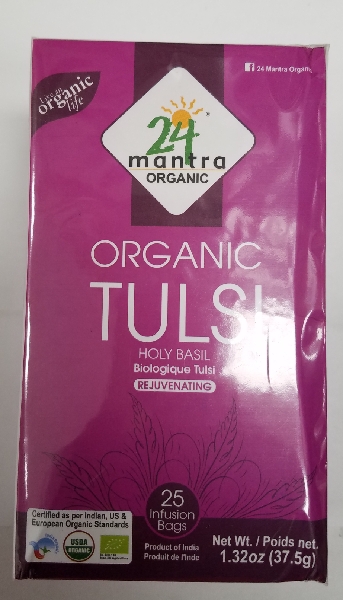 Live an
organic
life
24 Mantra Organic
24
mantra
ORGANIC
ORGANIC
TULSI
HOLY BASIL
Biologique Tulsi
REJUVENATING
25
Infusion
Bags
Certified as per Indian, US &
European Organic Standards
USDA
ORGANIC
Product of India
Produit de l'Inde
Net Wt. / Poids net.
1.32oz (37.5g)